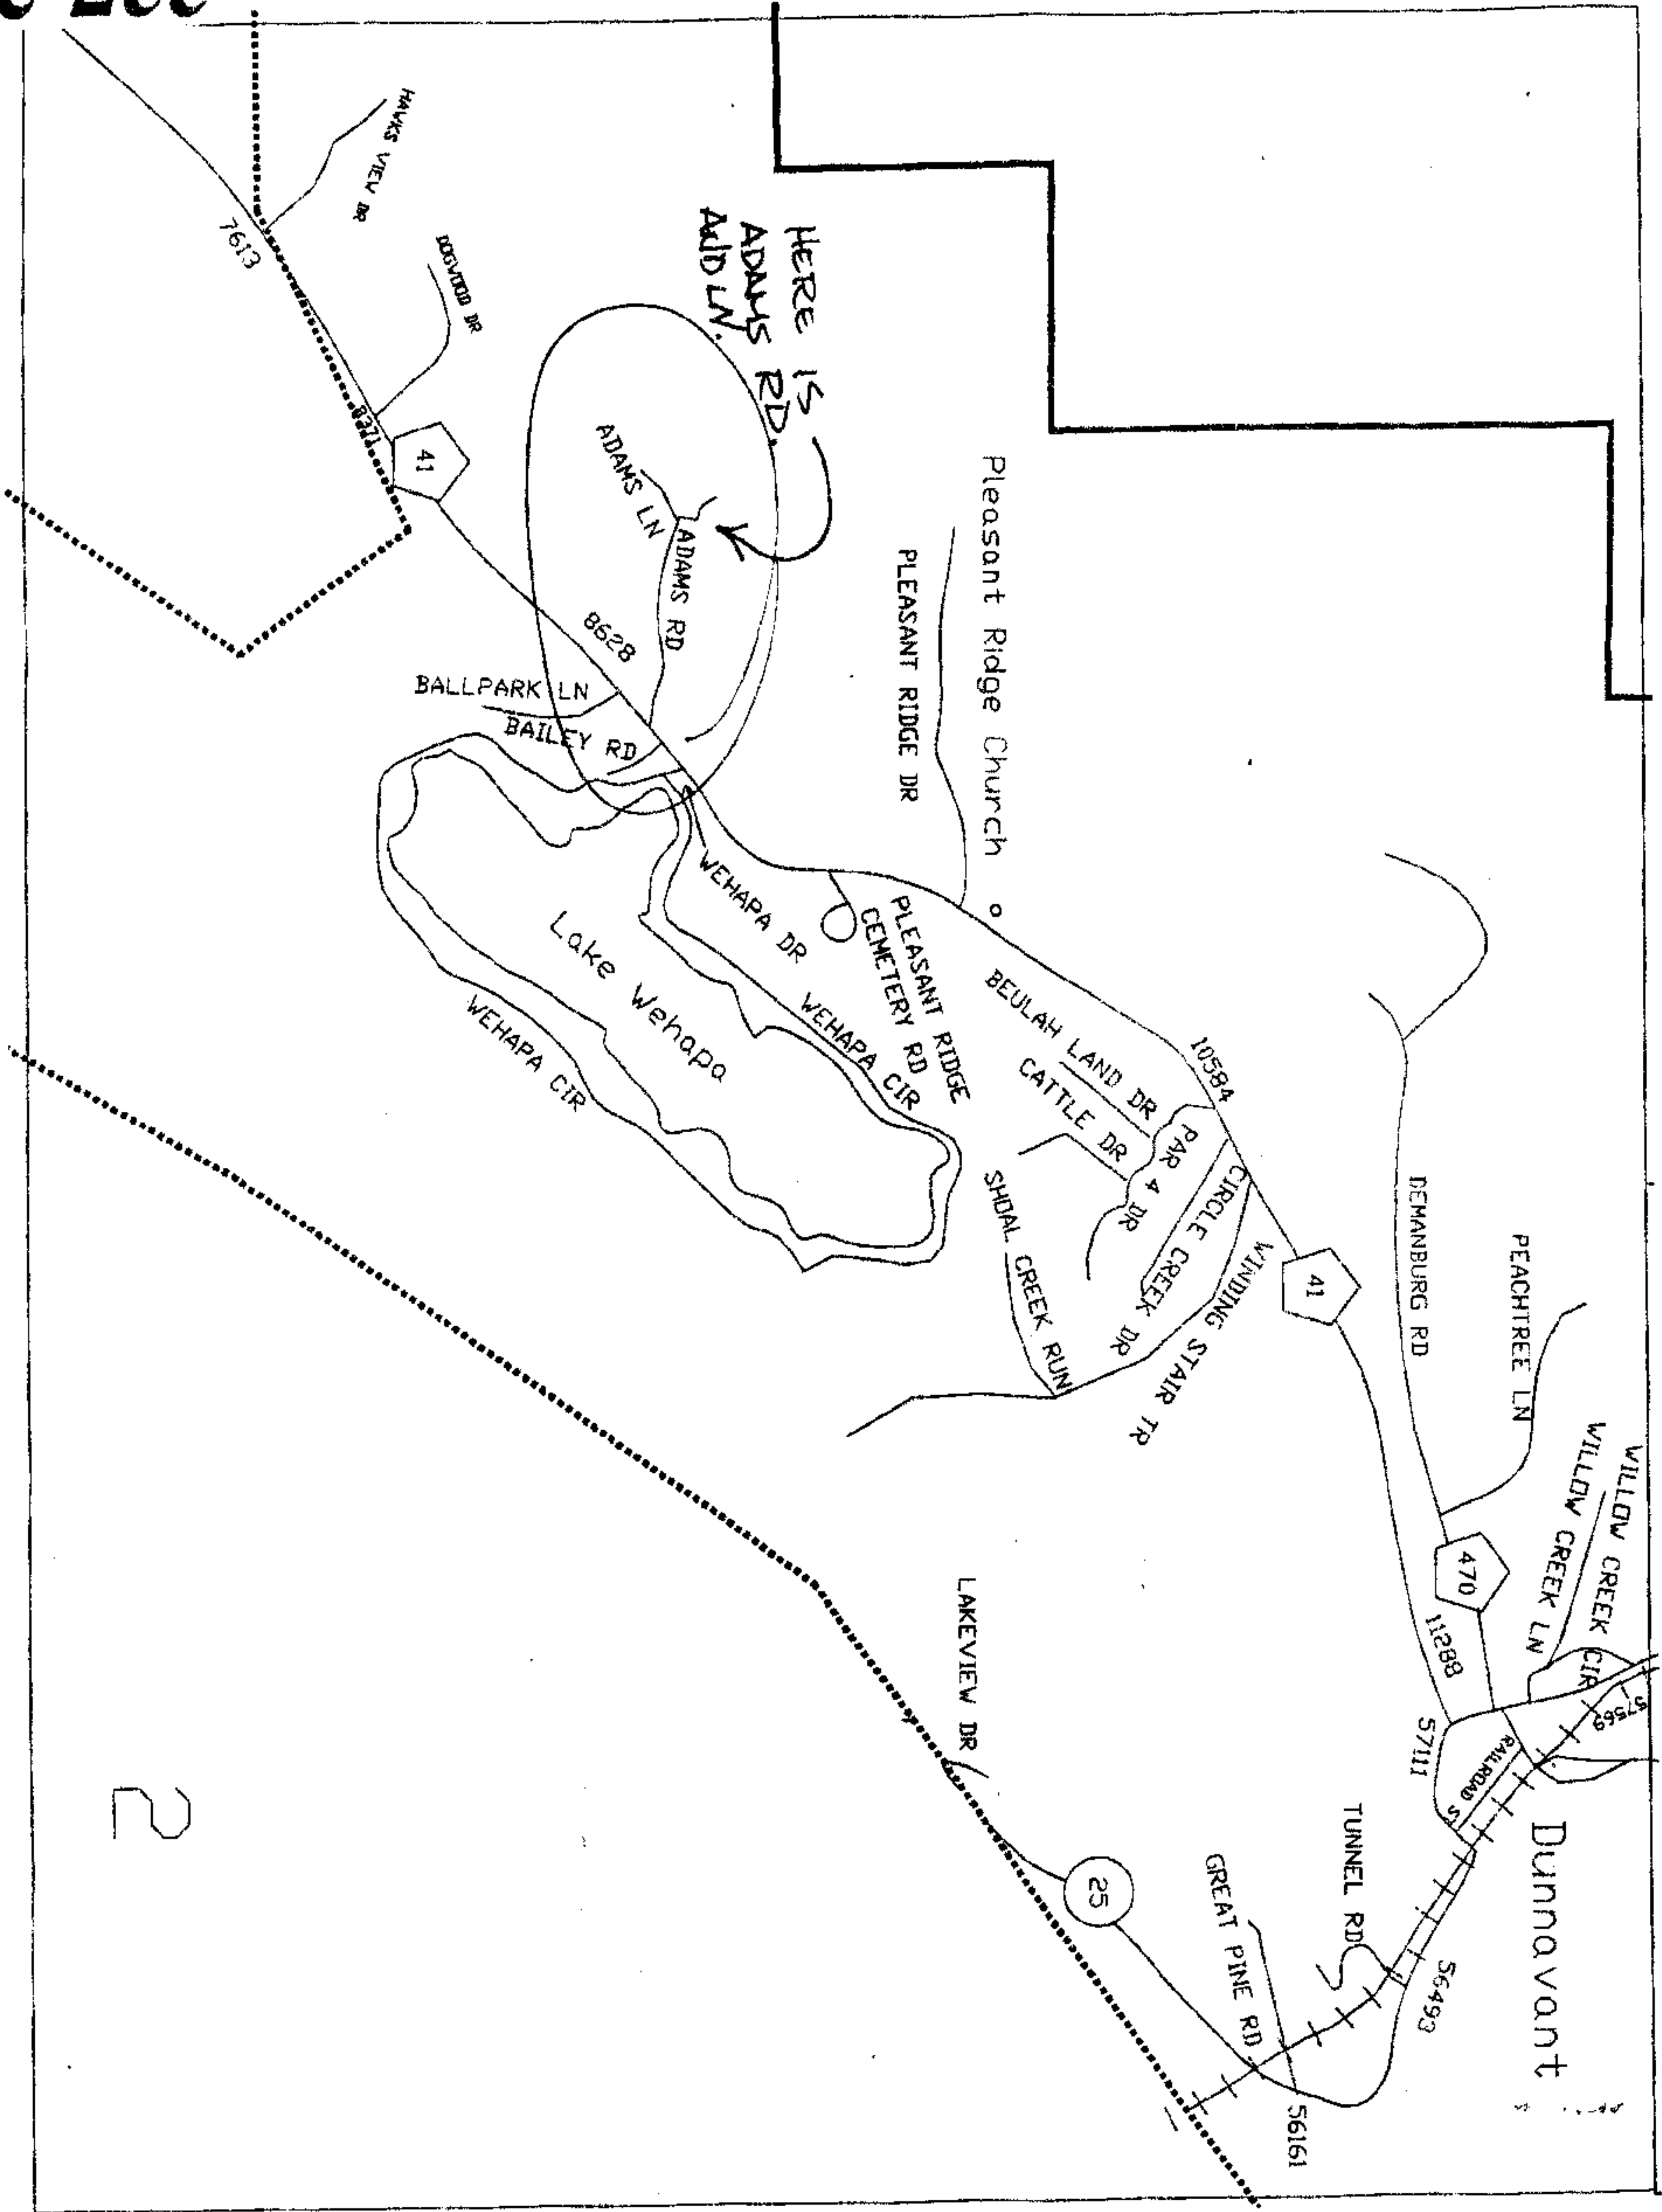 HAWKS VIEW DR
7613
DOGWOOD DR
8371
41
HERE IS
ADAMS RD.
AND LN.
ADAMS LN
ADAMS RD
8628
BALLPARK LN
BAILEY RD
Pleasant Ridge Church
PLEASANT RIDGE DR
WEHAPA DR
Lake Wehapa
WEHAPA CIR
WEHAPA CIR
PLEASANT RIDGE
CEMETERY RD
BEULAH LAND DR
CATTLE DR
10584
PAR 4 DR
CIRCLE CREEK DR
WINDING STAIR TR
SHOAL CREEK RUN
41
DEMANBURG RD
PEACHTREE LN
470
WILLOW CREEK CIR
WILLOW CREEK LN
11288
57569
57111
RAILROAD S
Dunnavant
TUNNEL RD
56493
GREAT PINE RD
56161
25
LAKEVIEW DR
2